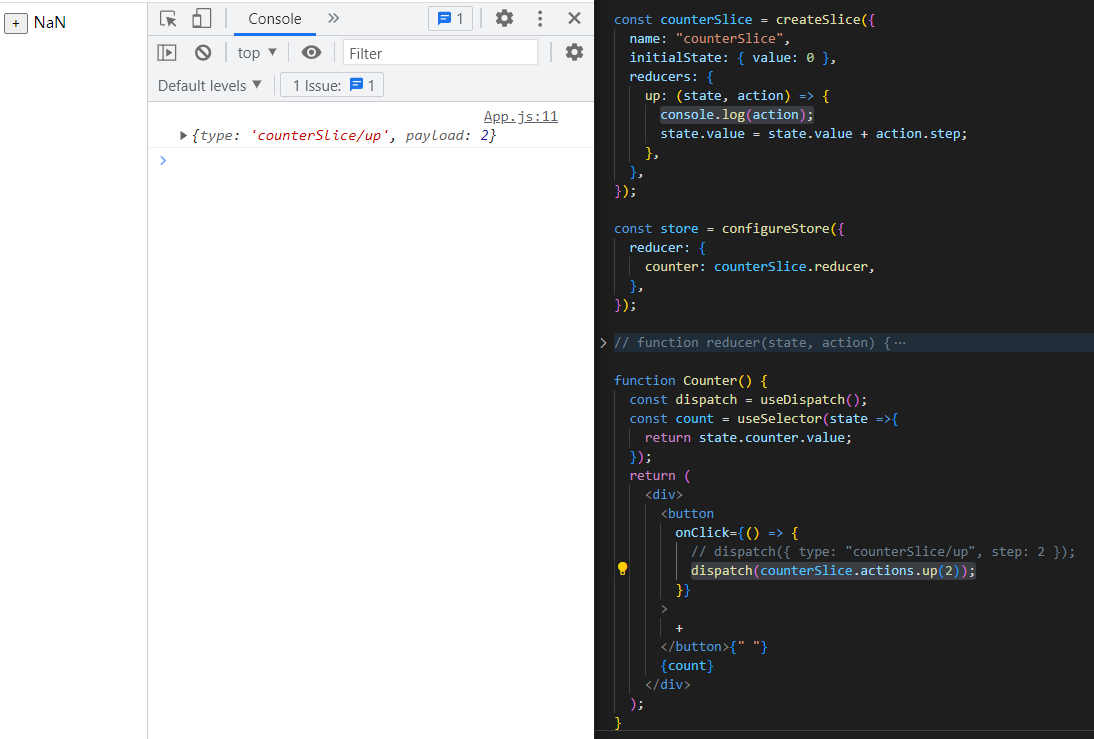 + NaN
Console
1
top
Filter
Default levels
1 Issue: 1
App.js:11
{type: 'counterSlice/up', payload: 2}
const counterSlice = createSlice({
name: "counterSlice",
initialState: { value: 0 },
reducers: {
up: (state, action) => {
console.log(action);
state.value = state.value + action.step;
},
},
});
const store = configureStore({
reducer: {
counter: counterSlice.reducer,
},
});
// function reducer(state, action) {⋯
function Counter() {
const dispatch = useDispatch();
const count = useSelector(state =>{
return state.counter.value;
});
return (
<div>
<button
onClick={() => {
// dispatch({ type: "counterSlice/up", step: 2 });
dispatch(counterSlice.actions.up(2));
}}
>
+
</button>{" "}
{count}
</div>
);
}